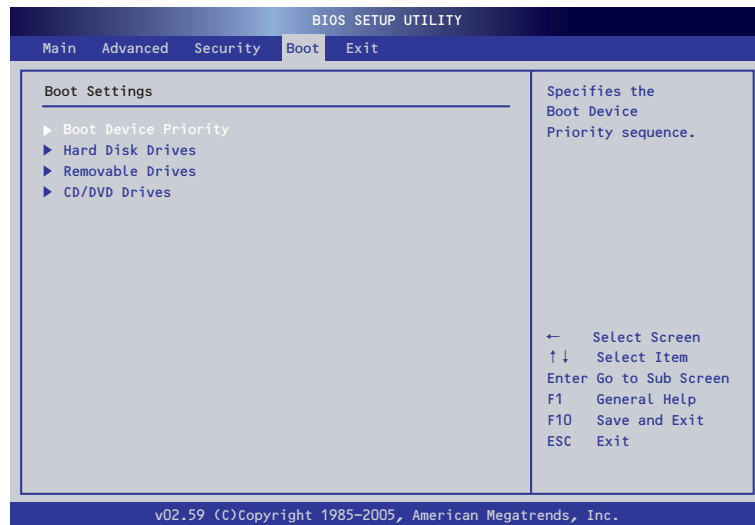 BIOS SETUP UTILITY
Main Advanced Security Boot Exit
Boot Settings
▶ Boot Device Priority
▶ Hard Disk Drives
▶ Removable Drives
▶ CD/DVD Drives
Specifies the
Boot Device
Priority sequence.
← Select Screen
↑↓ Select Item
Enter Go to Sub Screen
F1 General Help
F10 Save and Exit
ESC Exit
v02.59 (C)Copyright 1985-2005, American Megatrends, Inc.